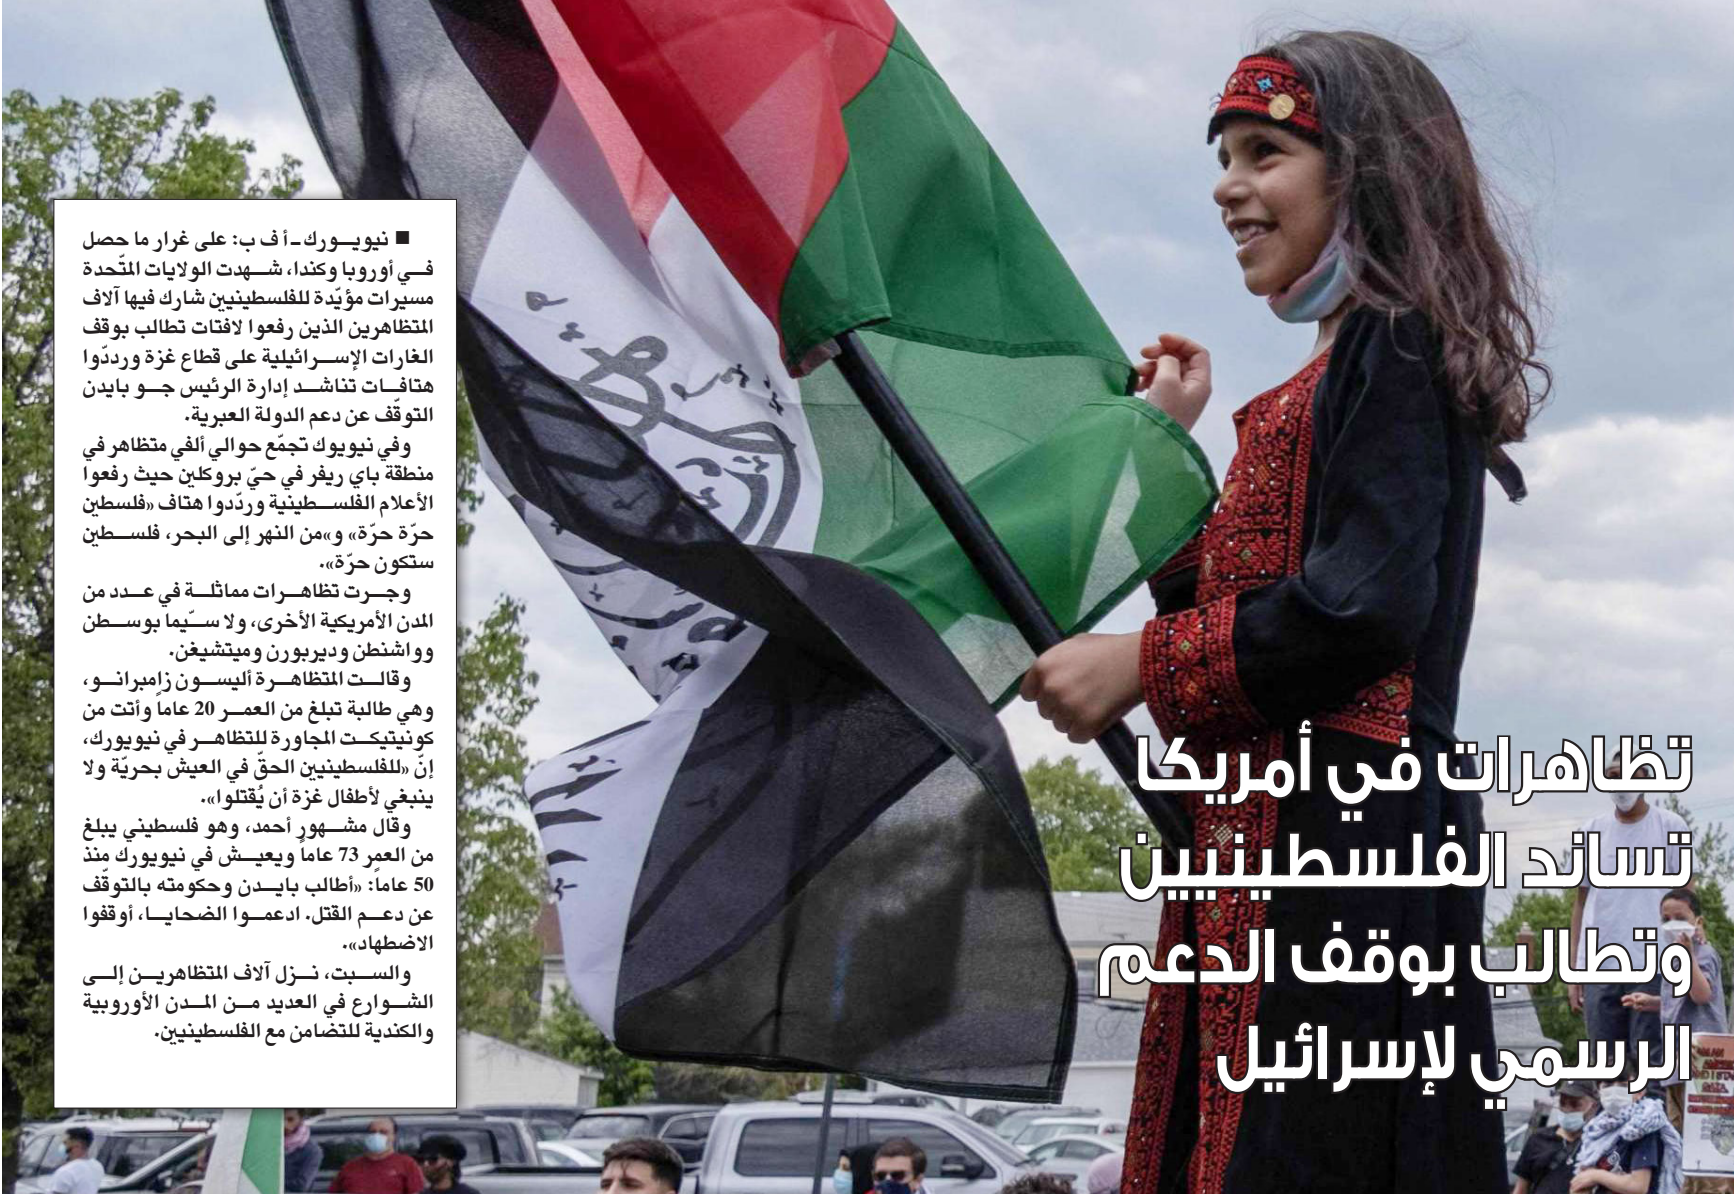 تظاهرات في أمريكا
تساند الفلسطينيين
وتطالب بوقف الدعم
الرسمي لإسرائيل
■ نيويورك ـ أ ف ب: على غرار ما حصل
في أوروبا وكندا، شهدت الولايات المتّحدة
مسيرات مؤيّدة للفلسطينيين شارك فيها آلاف
المتظاهرين الذين رفعوا لافتات تطالب بوقف
الغارات الإسرائيلية على قطاع غزة ورددّوا
هتافات تناشد إدارة الرئيس جو بايدن
التوقّف عن دعم الدولة العبرية.
وفي نيويوك تجمّع حوالي ألفي متظاهر في
منطقة باي ريفر في حيّ بروكلين حيث رفعوا
الأعلام الفلسطينية وردّدوا هتاف «فلسطين
حرّة حرّة» و»من النهر إلى البحر، فلسطين
ستكون حرّة».
وجرت تظاهرات مماثلة في عدد من
المدن الأمريكية الأخرى، ولا سيّما بوسطن
وواشنطن وديربورن وميتشيغن.
وقالت المتظاهرة أليسون زامبرانو،
وهي طالبة تبلغ من العمر 20 عاماً وأتت من
كونيتيكت المجاورة للتظاهر في نيويورك،
إنّ «للفلسطينيين الحقّ في العيش بحريّة ولا
ينبغي لأطفال غزة أن يُقتلوا».
وقال مشهور أحمد، وهو فلسطيني يبلغ
من العمر 73 عاماً ويعيش في نيويورك منذ
50 عاماً: «أطالب بايدن وحكومته بالتوقّف
عن دعم القتل. ادعموا الضحايا، أوقفوا
الاضطهاد».
والسبت، نزل آلاف المتظاهرين إلى
الشوارع في العديد من المدن الأوروبية
والكندية للتضامن مع الفلسطينيين.